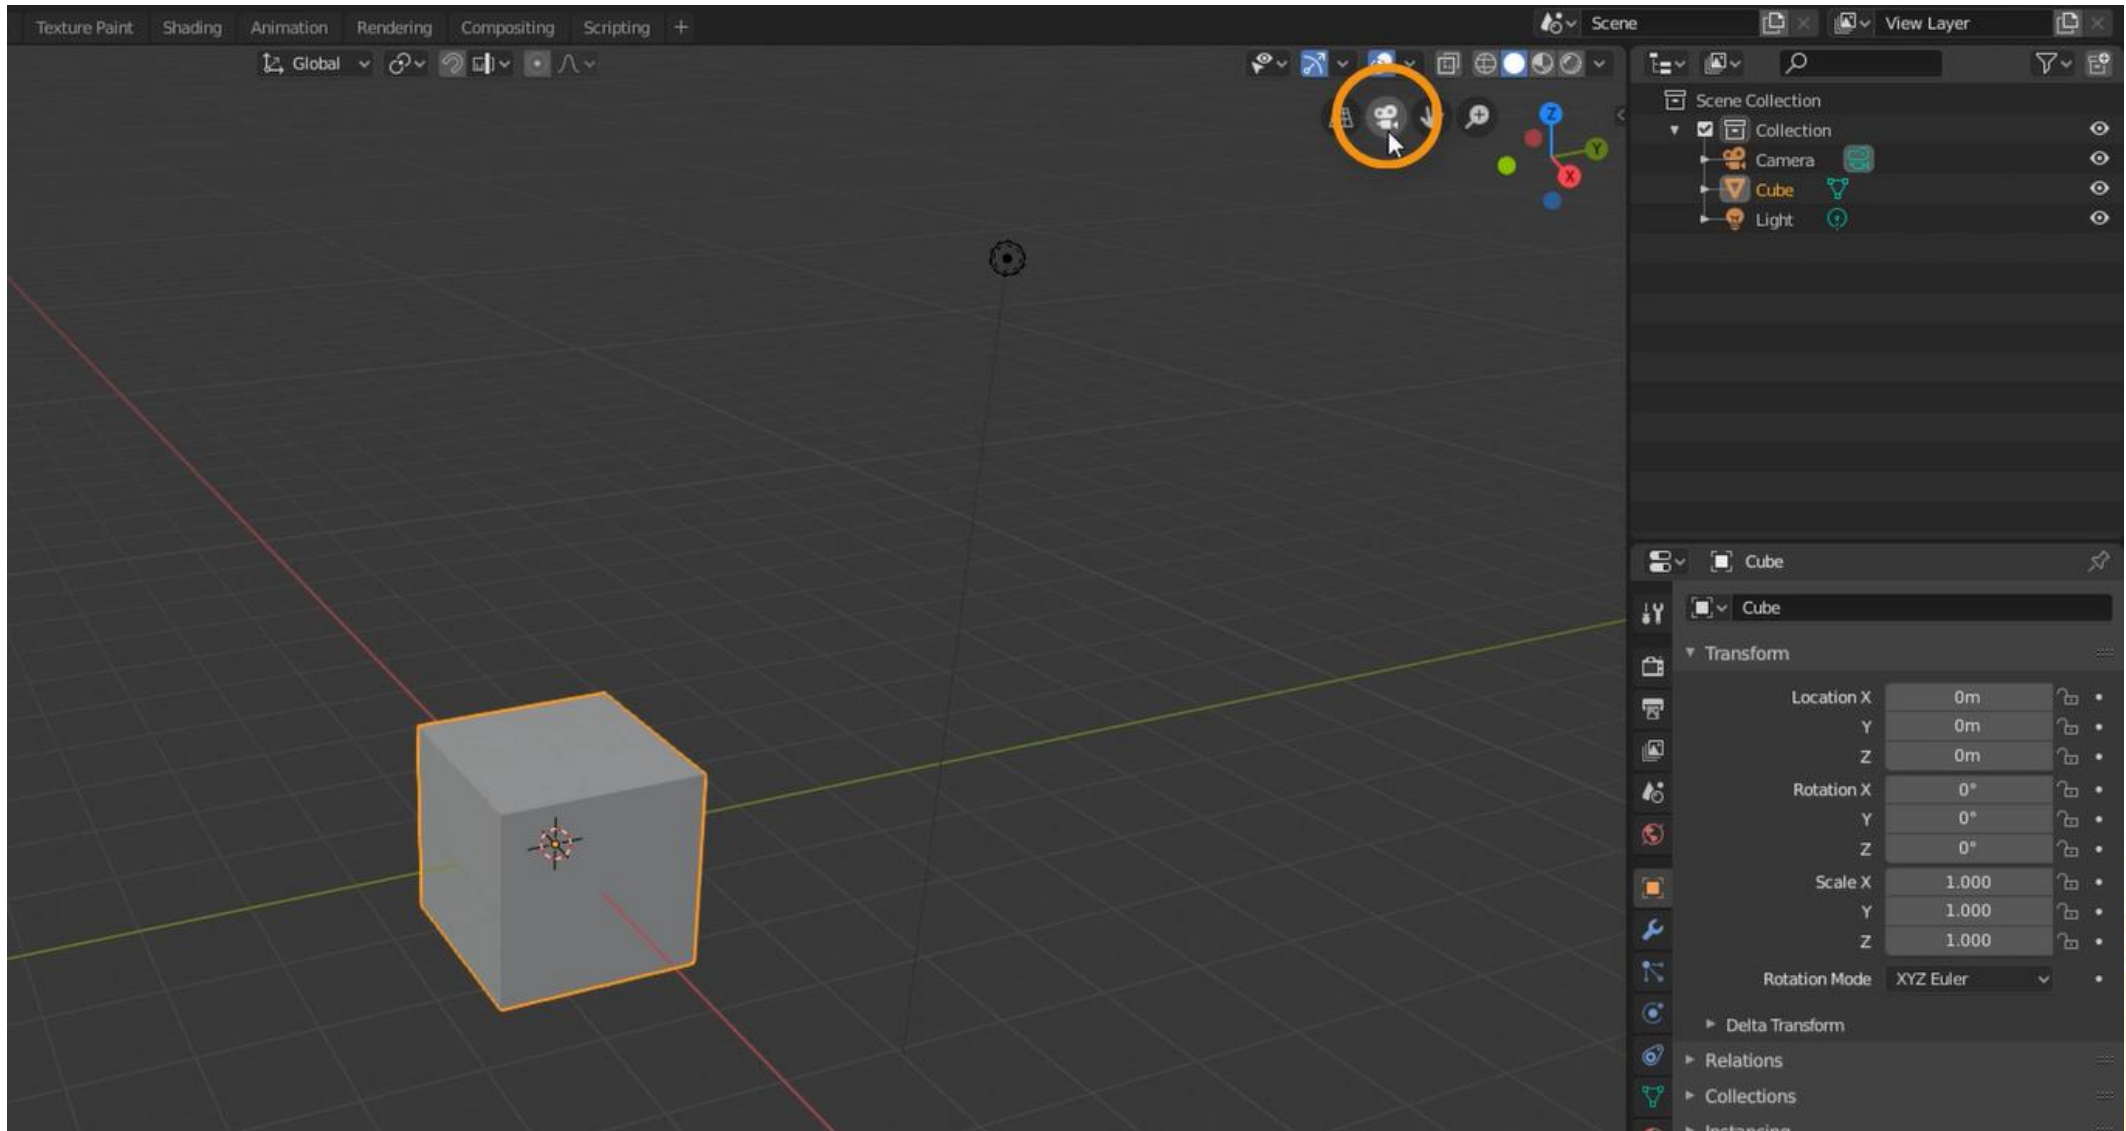 Texture Paint Shading Animation Rendering Compositing Scripting +
Scene
View Layer
Global
Z
Y
X
Scene Collection
Collection
Camera
Cube
Light
Cube
Cube
Transform
Location X 0m
Y 0m
Z 0m
Rotation X 0°
Y 0°
Z 0°
Scale X 1.000
Y 1.000
Z 1.000
Rotation Mode XYZ Euler
Delta Transform
Relations
Collections